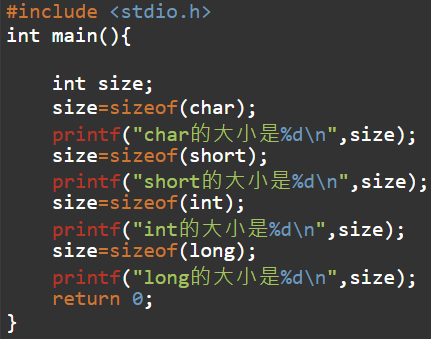 #include <stdio.h>
int main(){
int size;
size=sizeof(char);
printf("char的大小是%d\n",size);
size=sizeof(short);
printf("short的大小是%d\n",size);
size=sizeof(int);
printf("int的大小是%d\n",size);
size=sizeof(long);
printf("long的大小是%d\n",size);
return 0;
}